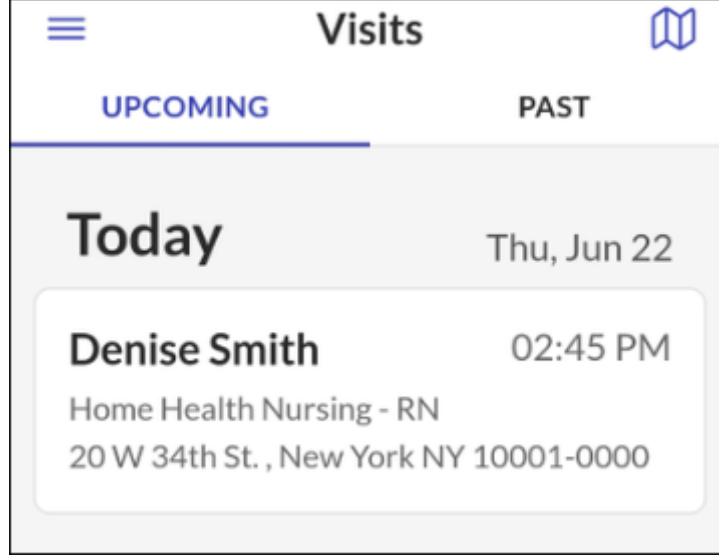 Visits
UPCOMING PAST
Today Thu, Jun 22
Denise Smith 02:45 PM
Home Health Nursing - RN
20 W 34th St. , New York NY 10001-0000